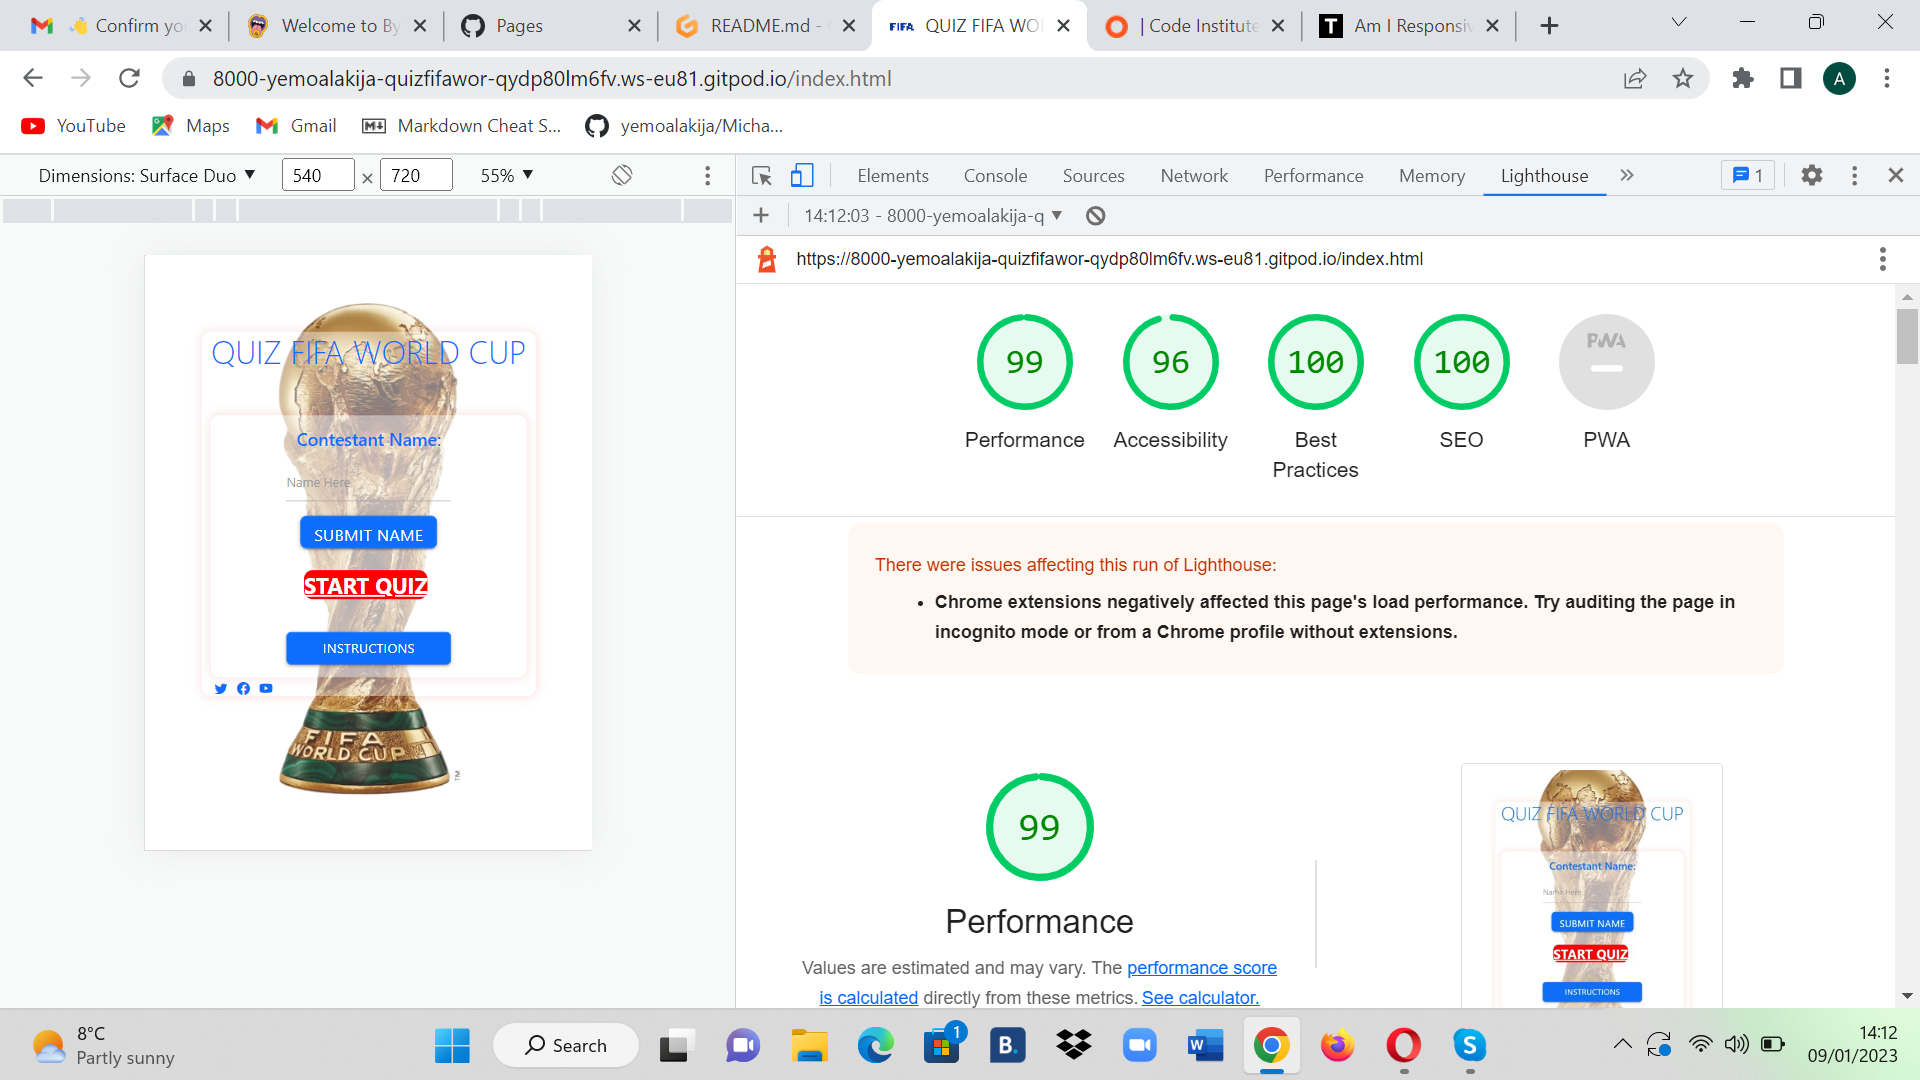 Confirm yo
Welcome to By
Pages
README.md -
FIFA QUIZ FIFA WO
| Code Institute
T Am I Responsiv
8000-yemoalakija-quizfifawor-qydp80lm6fv.ws-eu81.gitpod.io/index.html
A
YouTube
Maps
Gmail
Markdown Cheat S...
yemoalakija/Micha...
Dimensions: Surface Duo ▼ 540 × 720 55% ▼
Elements Console Sources Network Performance Memory Lighthouse » 1
14:12:03 - 8000-yemoalakija-q ▼
https://8000-yemoalakija-quizfifawor-qydp80lm6fv.ws-eu81.gitpod.io/index.html
QUIZ FIFA WORLD CUP
Contestant Name:
Name Here
SUBMIT NAME
START QUIZ
INSTRUCTIONS
FIFA
WORLD CUP
TM
99
Performance
96
Accessibility
100
Best
Practices
100
SEO
PWA
PWA
There were issues affecting this run of Lighthouse:
• Chrome extensions negatively affected this page's load performance. Try auditing the page in
incognito mode or from a Chrome profile without extensions.
99
Performance
Values are estimated and may vary. The performance score
is calculated directly from these metrics. See calculator.
QUIZ FIFA WORLD CUP
Contestant Name:
Name Here
SUBMIT NAME
START QUIZ
INSTRUCTIONS
8°C
Partly sunny
Search
1
B.
W
S
14:12
09/01/2023